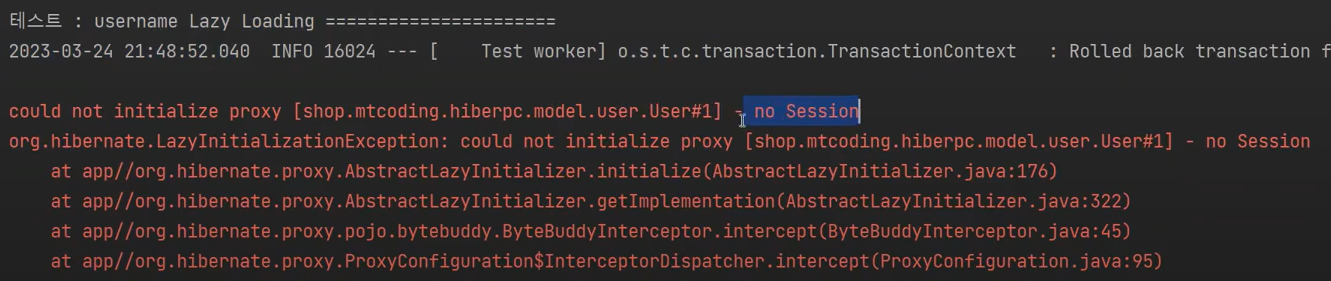 테스트 : username Lazy Loading ======================
2023-03-24 21:48:52.040  INFO 16024 --- [    Test worker] o.s.t.c.transaction.TransactionContext   : Rolled back transaction f
could not initialize proxy [shop.mtcoding.hiberpc.model.user.User#1] - no Session
org.hibernate.LazyInitializationException: could not initialize proxy [shop.mtcoding.hiberpc.model.user.User#1] - no Session
    at app//org.hibernate.proxy.AbstractLazyInitializer.initialize(AbstractLazyInitializer.java:176)
    at app//org.hibernate.proxy.AbstractLazyInitializer.getImplementation(AbstractLazyInitializer.java:322)
    at app//org.hibernate.proxy.pojo.bytebuddy.ByteBuddyInterceptor.intercept(ByteBuddyInterceptor.java:45)
    at app//org.hibernate.proxy.ProxyConfiguration$InterceptorDispatcher.intercept(ProxyConfiguration.java:95)